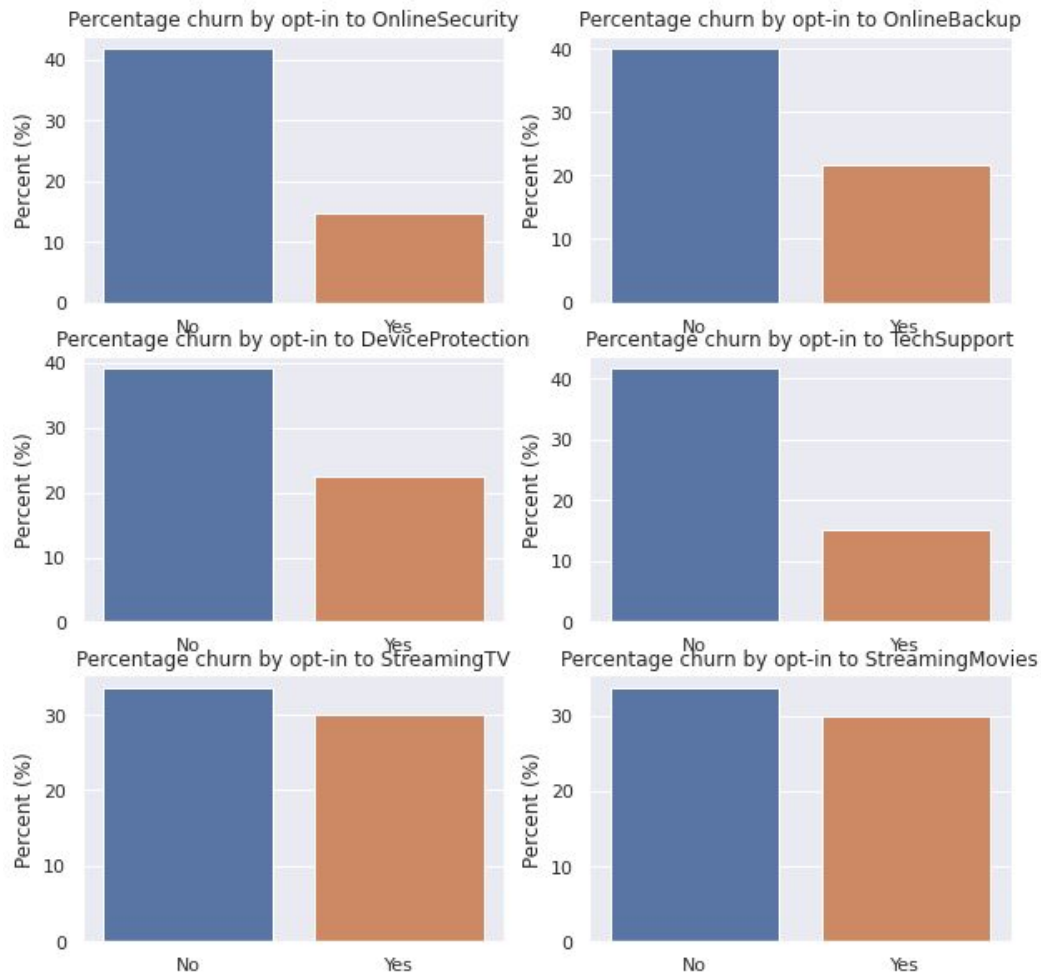 Percentage churn by opt-in to OnlineSecurity
Percent (%)
40
30
20
10
0
No Yes
Percentage churn by opt-in to OnlineBackup
Percent (%)
40
30
20
10
0
No Yes
Percentage churn by opt-in to DeviceProtection
Percent (%)
40
30
20
10
0
No Yes
Percentage churn by opt-in to TechSupport
Percent (%)
40
30
20
10
0
No Yes
Percentage churn by opt-in to StreamingTV
Percent (%)
30
20
10
0
No Yes
Percentage churn by opt-in to StreamingMovies
Percent (%)
30
20
10
0
No Yes